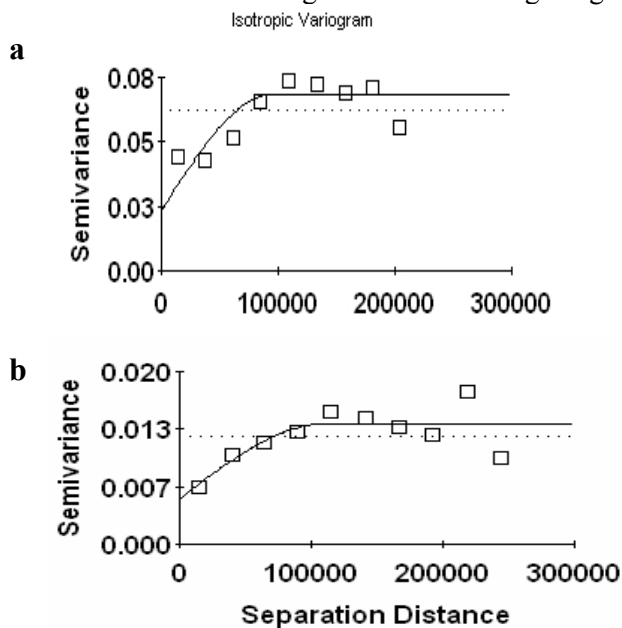 Isotropic Variogram
a
0.08
0.05
0.03
0.00
Semivariance
0 100000 200000 300000
b
0.020
0.013
0.007
0.000
Semivariance
0 100000 200000 300000
Separation Distance